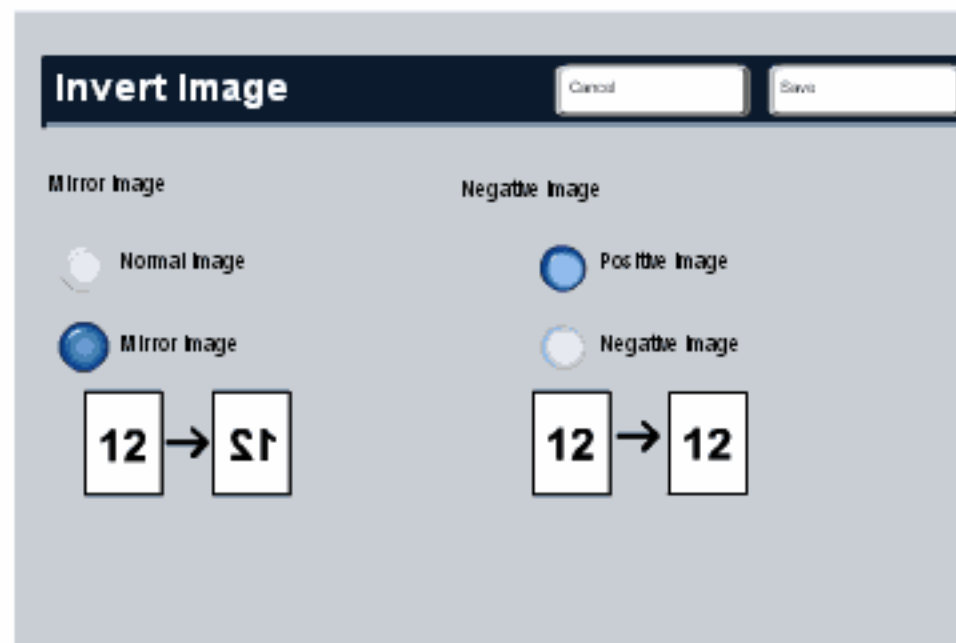 Invert Image
Cancel
Save
Mirror Image
Negative Image
Normal Image
Positive Image
Mirror Image
Negative Image
12 → 12
12 → 12